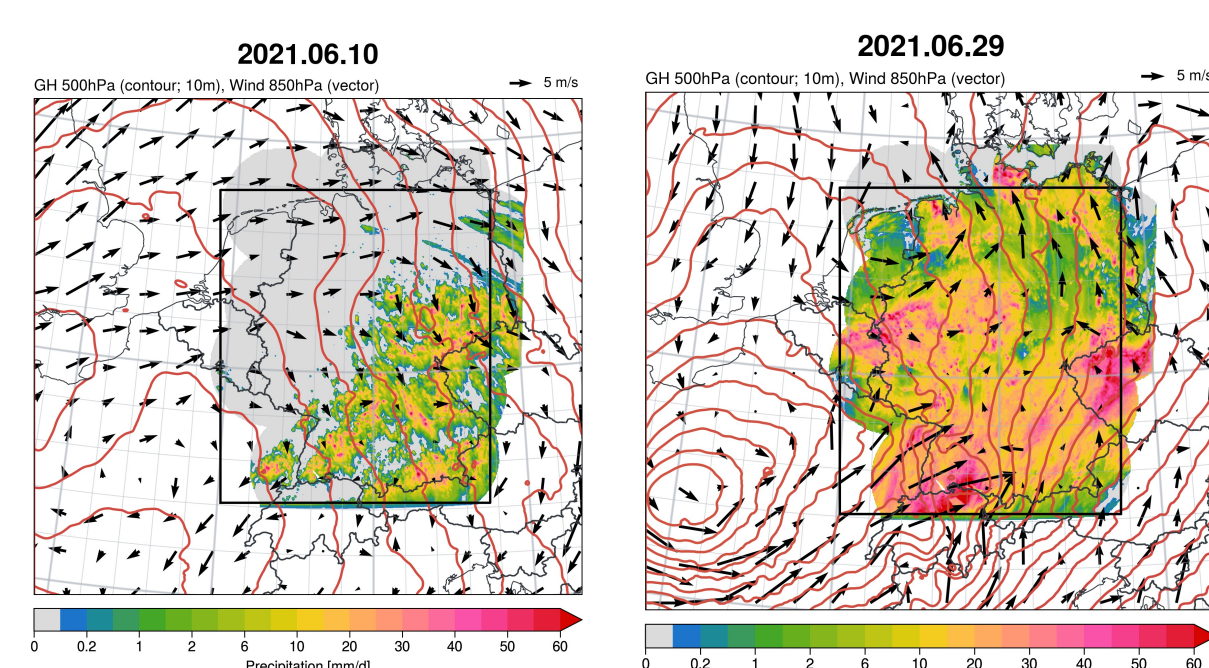 2021.06.10
GH 500hPa (contour; 10m), Wind 850hPa (vector) 5 m/s
0 0.2 1 2 6 10 20 30 40 50 60
Precipitation [mm/d]
2021.06.29
GH 500hPa (contour; 10m), Wind 850hPa (vector) 5 m/s
0 0.2 1 2 6 10 20 30 40 50 60